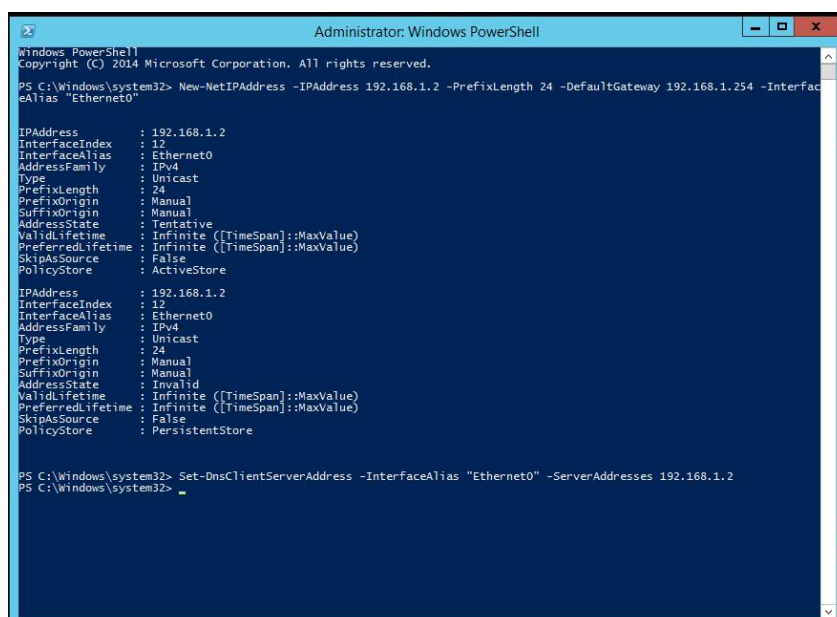 Administrator: Windows PowerShell
Windows PowerShell
Copyright (C) 2014 Microsoft Corporation. All rights reserved.
PS C:\Windows\system32> New-NetIPAddress -IPAddress 192.168.1.2 -PrefixLength 24 -DefaultGateway 192.168.1.254 -Interfac
eAlias "Ethernet0"
IPAddress : 192.168.1.2
InterfaceIndex : 12
InterfaceAlias : Ethernet0
AddressFamily : IPv4
Type : Unicast
PrefixLength : 24
PrefixOrigin : Manual
SuffixOrigin : Manual
AddressState : Tentative
ValidLifetime : Infinite ([TimeSpan]::MaxValue)
PreferredLifetime : Infinite ([TimeSpan]::MaxValue)
SkipAsSource : False
PolicyStore : ActiveStore
IPAddress : 192.168.1.2
InterfaceIndex : 12
InterfaceAlias : Ethernet0
AddressFamily : IPv4
Type : Unicast
PrefixLength : 24
PrefixOrigin : Manual
SuffixOrigin : Manual
AddressState : Invalid
ValidLifetime : Infinite ([TimeSpan]::MaxValue)
PreferredLifetime : Infinite ([TimeSpan]::MaxValue)
SkipAsSource : False
PolicyStore : PersistentStore
PS C:\Windows\system32> Set-DnsClientServerAddress -InterfaceAlias "Ethernet0" -ServerAddresses 192.168.1.2
PS C:\Windows\system32> _